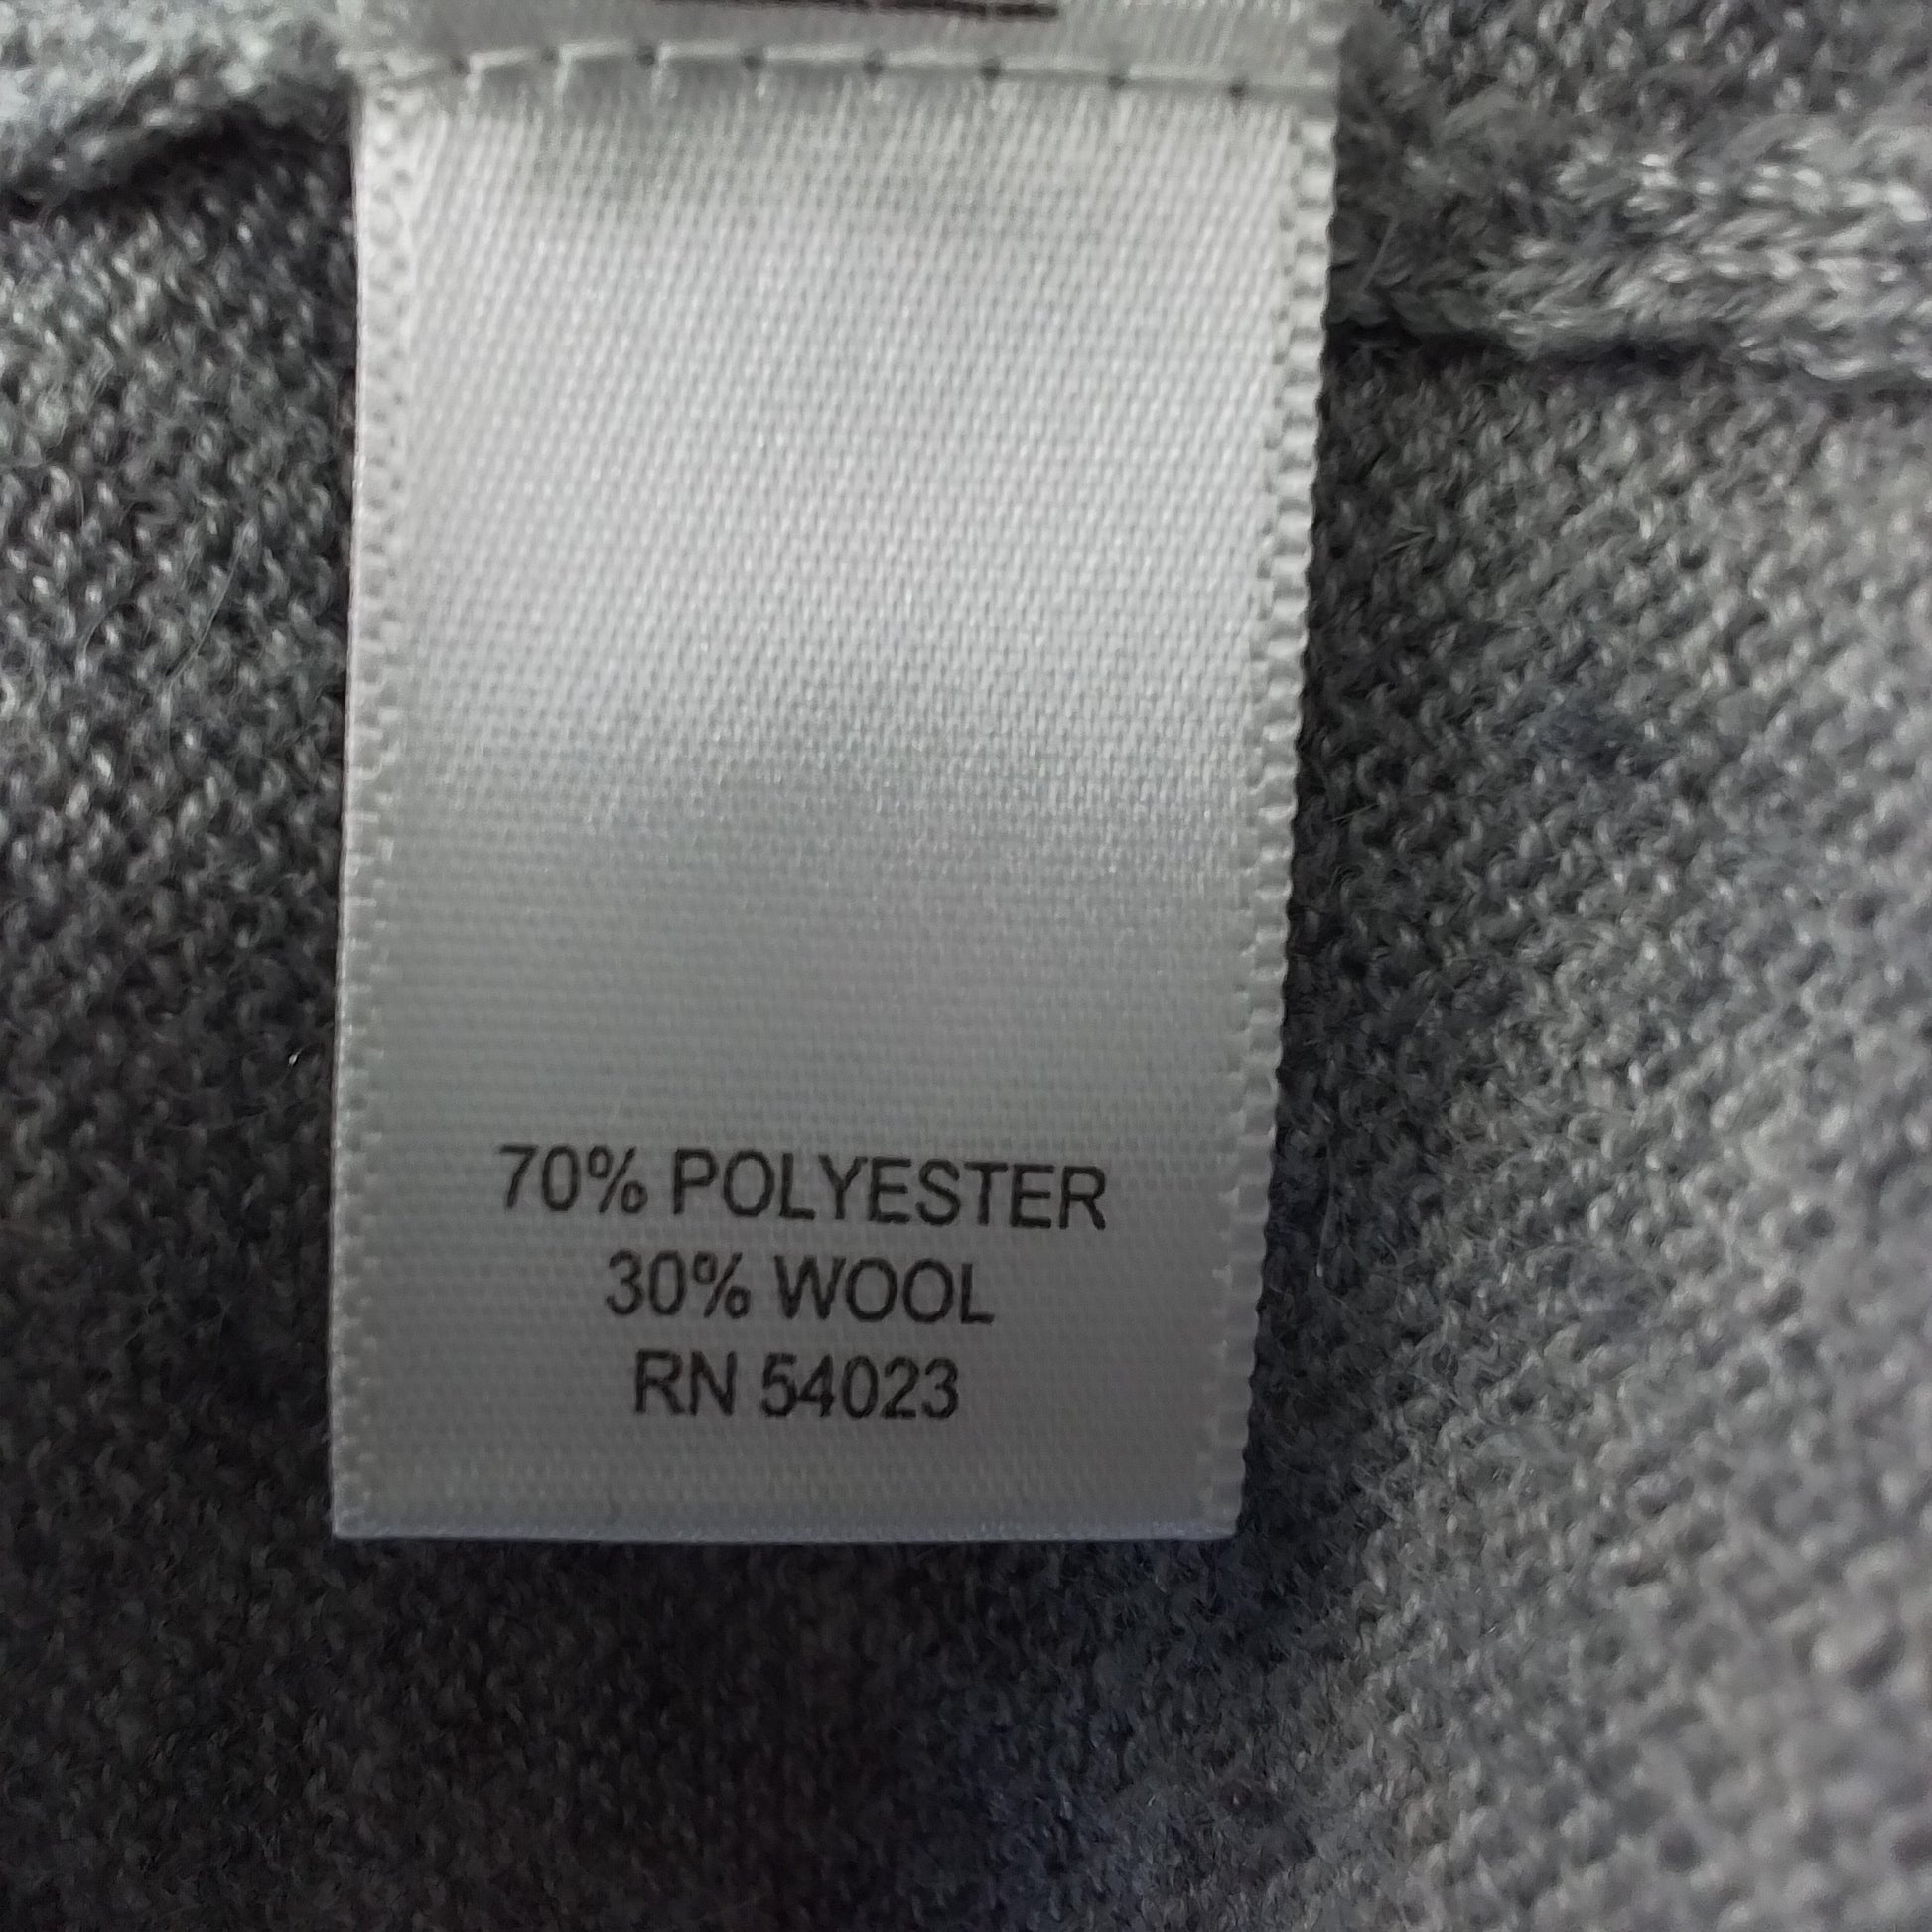 70% POLYESTER
30% WOOL
RN 54023